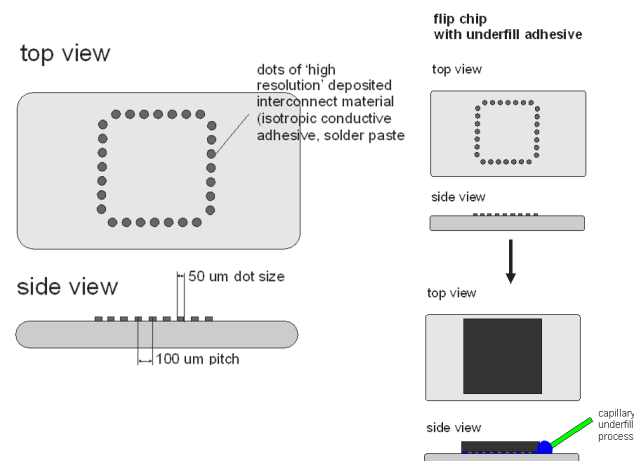 top view
dots of ‘high
resolution’ deposited
interconnect material
(isotropic conductive
adhesive, solder paste
side view
50 um dot size
100 um pitch
flip chip
with underfill adhesive
top view
side view
top view
side view
capillary
underfill
process